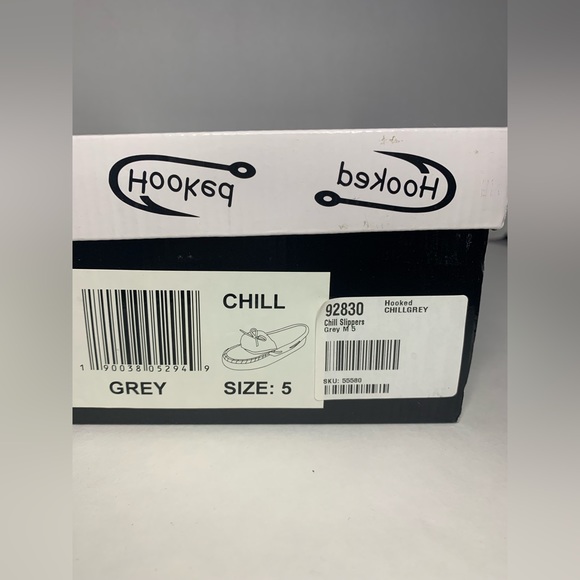 Hooked
Hooked
CHILL
1 90038 05294 9
GREY
SIZE: 5
92830
Hooked
CHILLGREY
Chill Slippers
Grey M 5
SKU: 55580